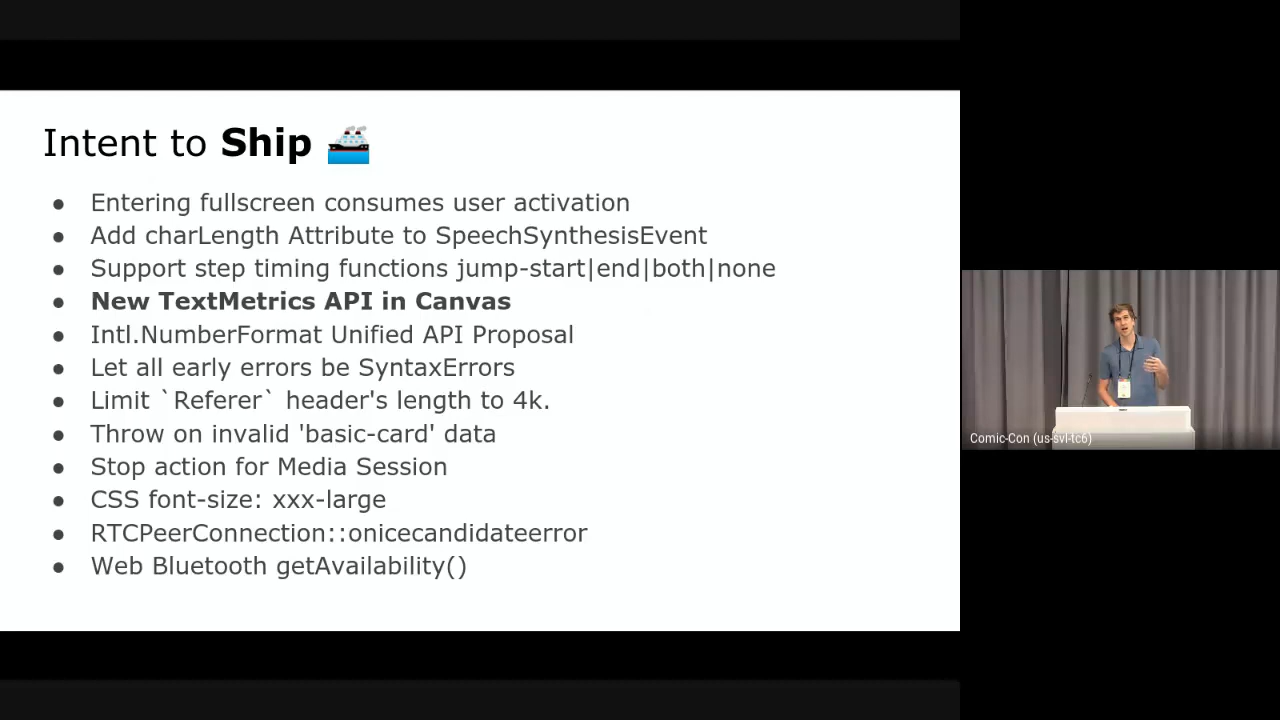 Intent to Ship 🚢
● Entering fullscreen consumes user activation
● Add charLength Attribute to SpeechSynthesisEvent
● Support step timing functions jump-start|end|both|none
● New TextMetrics API in Canvas
● Intl.NumberFormat Unified API Proposal
● Let all early errors be SyntaxErrors
● Limit `Referer` header's length to 4k.
● Throw on invalid 'basic-card' data
● Stop action for Media Session
● CSS font-size: xxx-large
● RTCPeerConnection::onicecandidateerror
● Web Bluetooth getAvailability()
Comic-Con (us-svl-tc6)